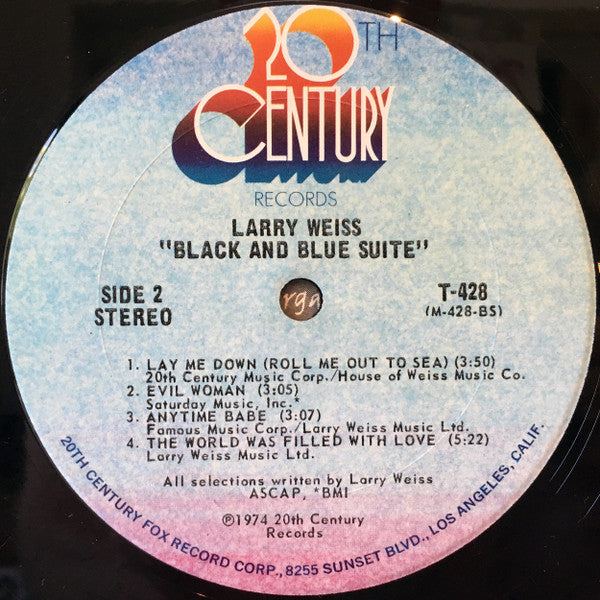 20TH
CENTURY
RECORDS
LARRY WEISS
"BLACK AND BLUE SUITE"
SIDE 2
STEREO
rga
T-428
(M-428-BS)
1. LAY ME DOWN (ROLL ME OUT TO SEA) (3:50)
20th Century Music Corp./House of Weiss Music Co.
2. EVIL WOMAN (3:05)
Saturday Music, Inc.*
3. ANYTIME BABE (3:07)
Famous Music Corp./Larry Weiss Music Ltd.
4. THE WORLD WAS FILLED WITH LOVE (5:22)
Larry Weiss Music Ltd.
All selections written by Larry Weiss
ASCAP, *BMI
℗1974 20th Century
Records
20TH CENTURY FOX RECORD CORP., 8255 SUNSET BLVD., LOS ANGELES, CALIF.